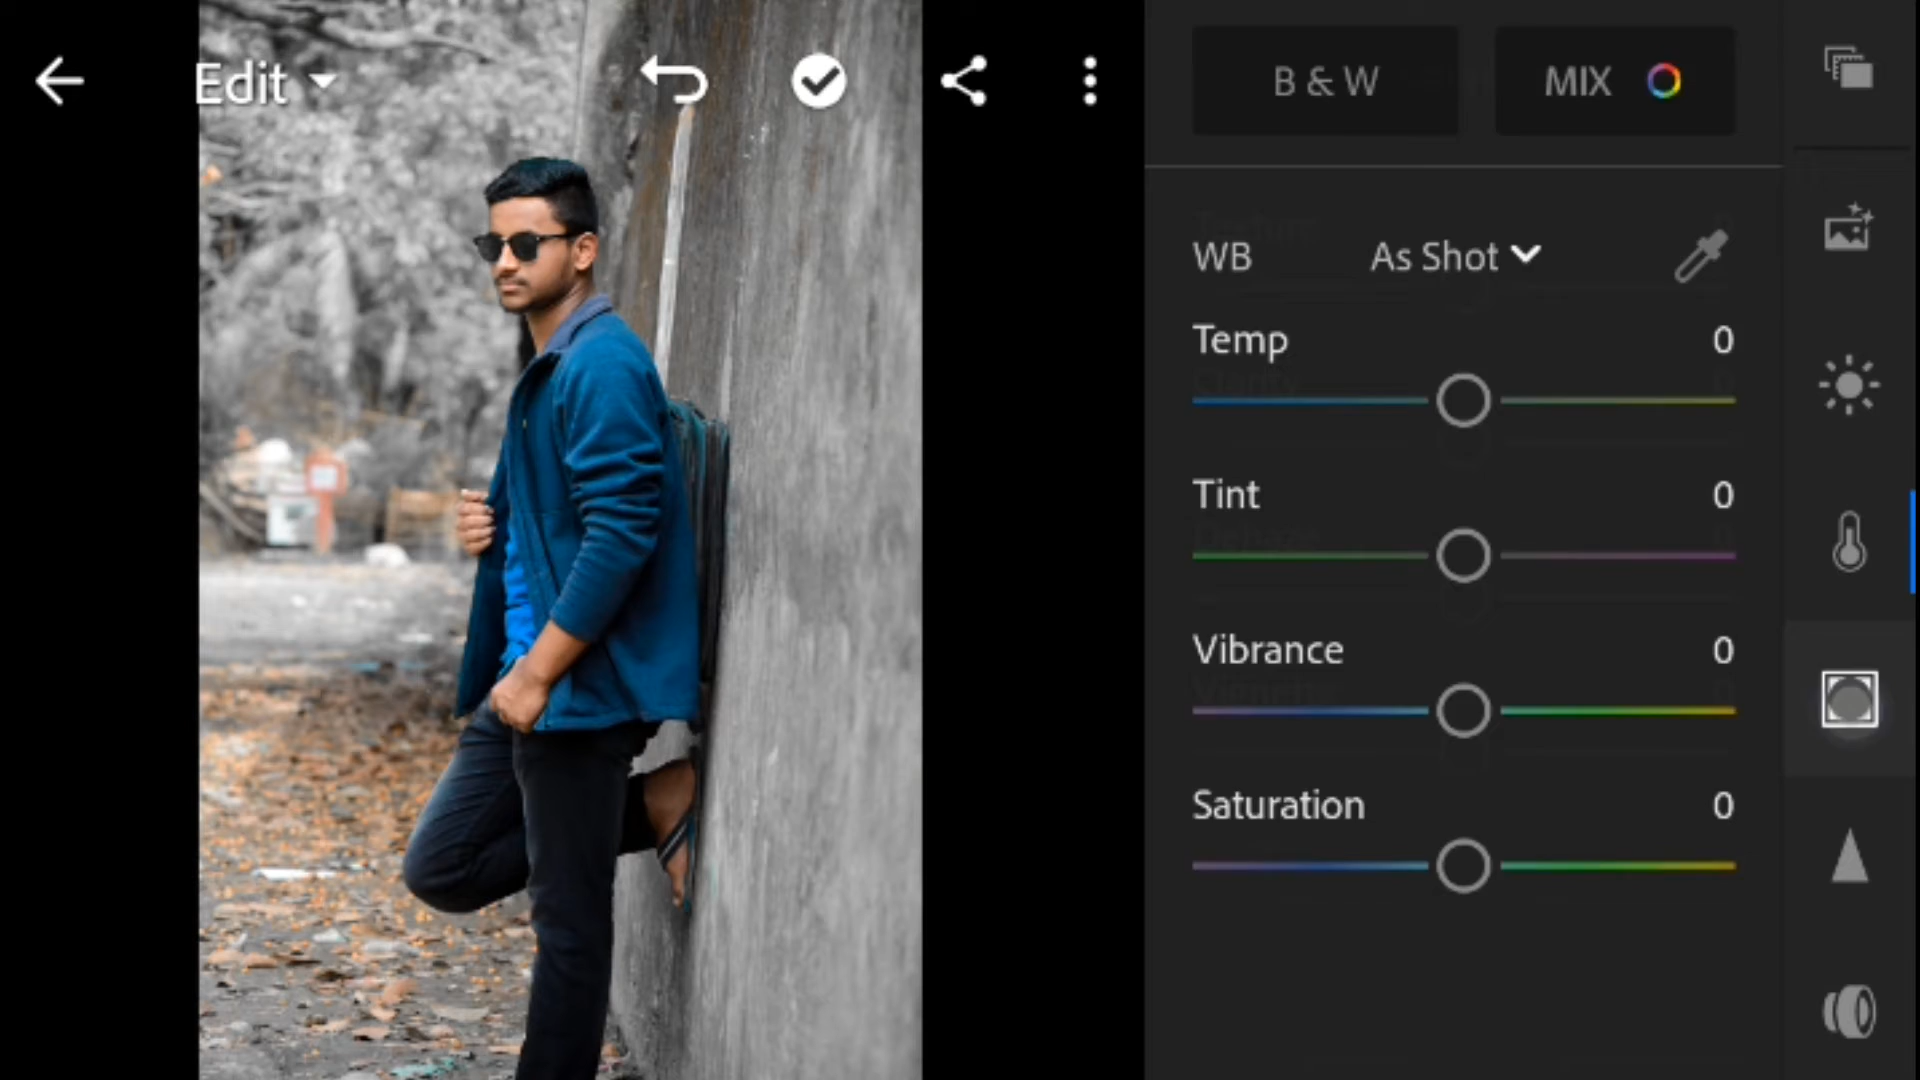 Edit
B & W
MIX
WB As Shot
Temp 0
Tint 0
Vibrance 0
Saturation 0